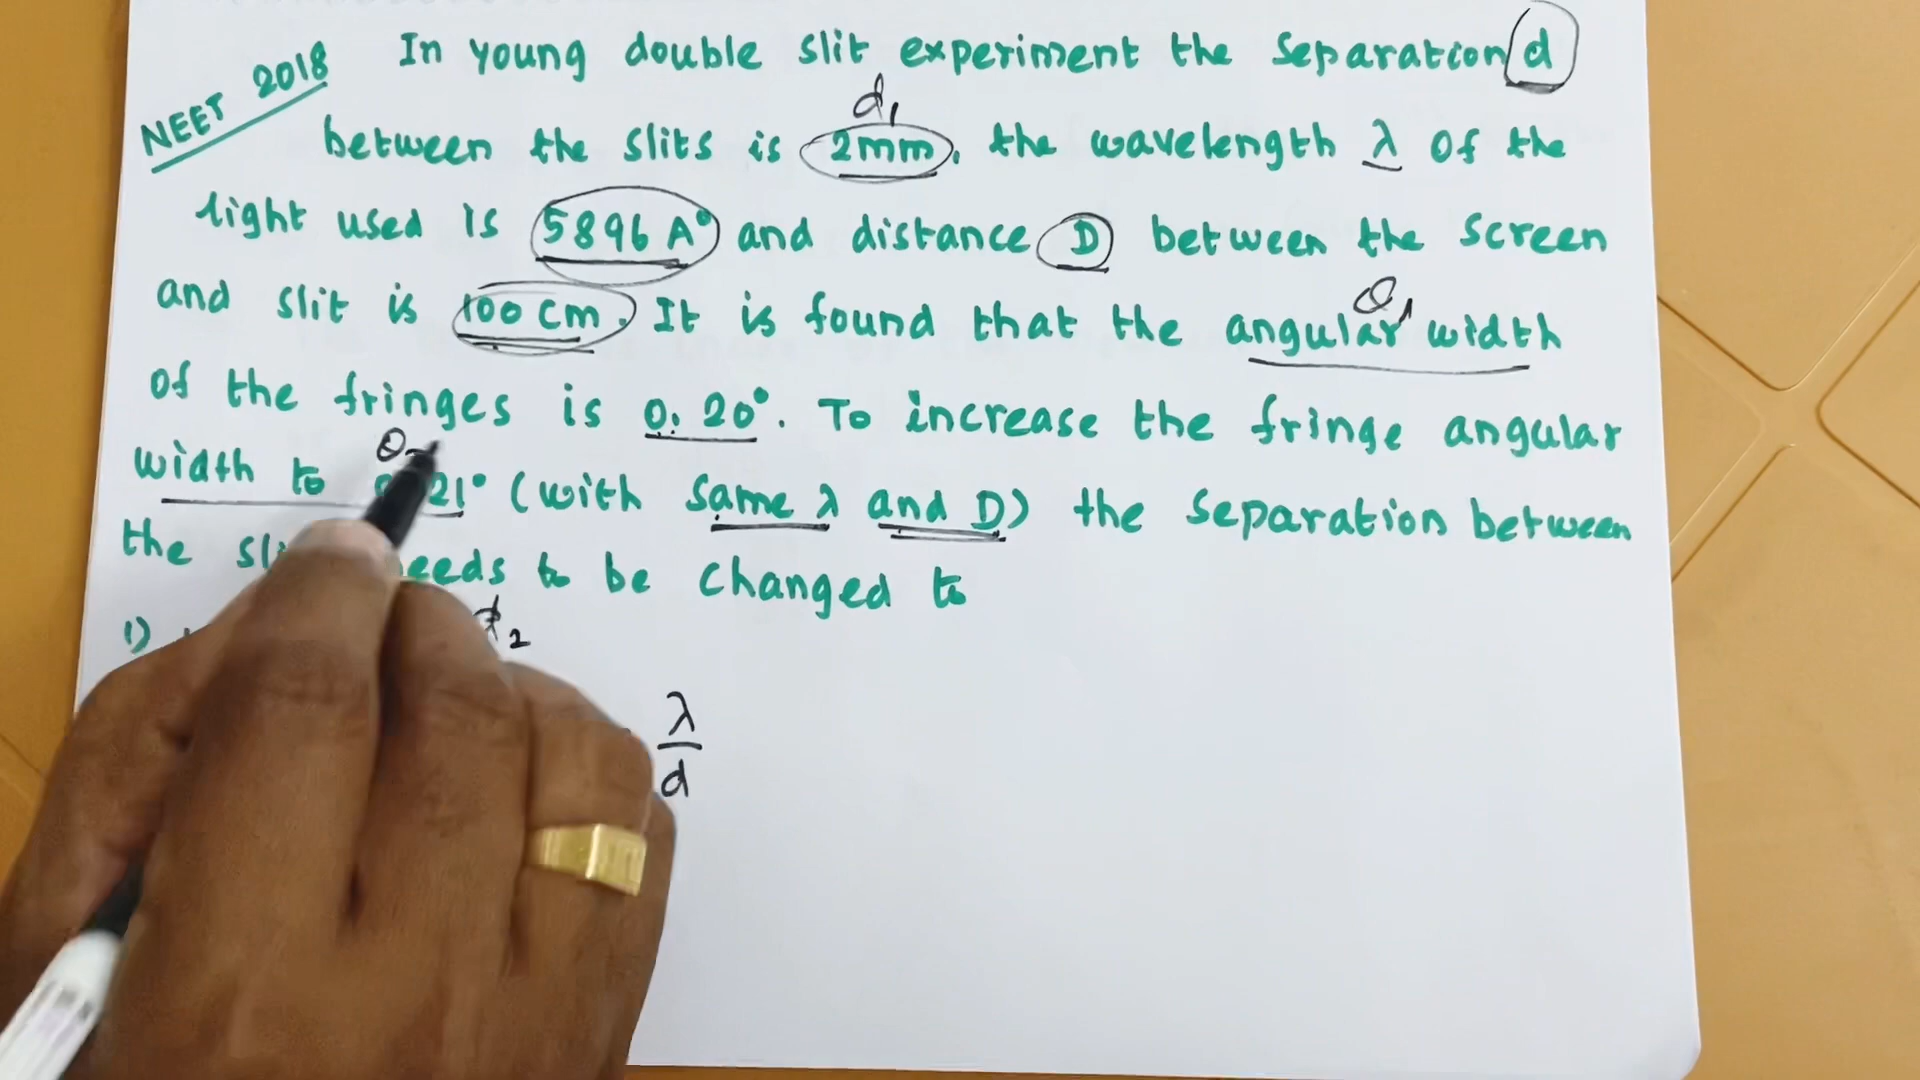 NEET 2018 In young double slit experiment the separation d
d1
between the slits is 2mm. the wavelength λ of the
light used is 5896 A° and distance D between the screen
and slit is 100 cm. It is found that the angular width
θ1
of the fringes is 0.20°. To increase the fringe angular
θ
width to 21° (with same λ and D) the separation between
the needs to be changed to
1)
d2
λ
d